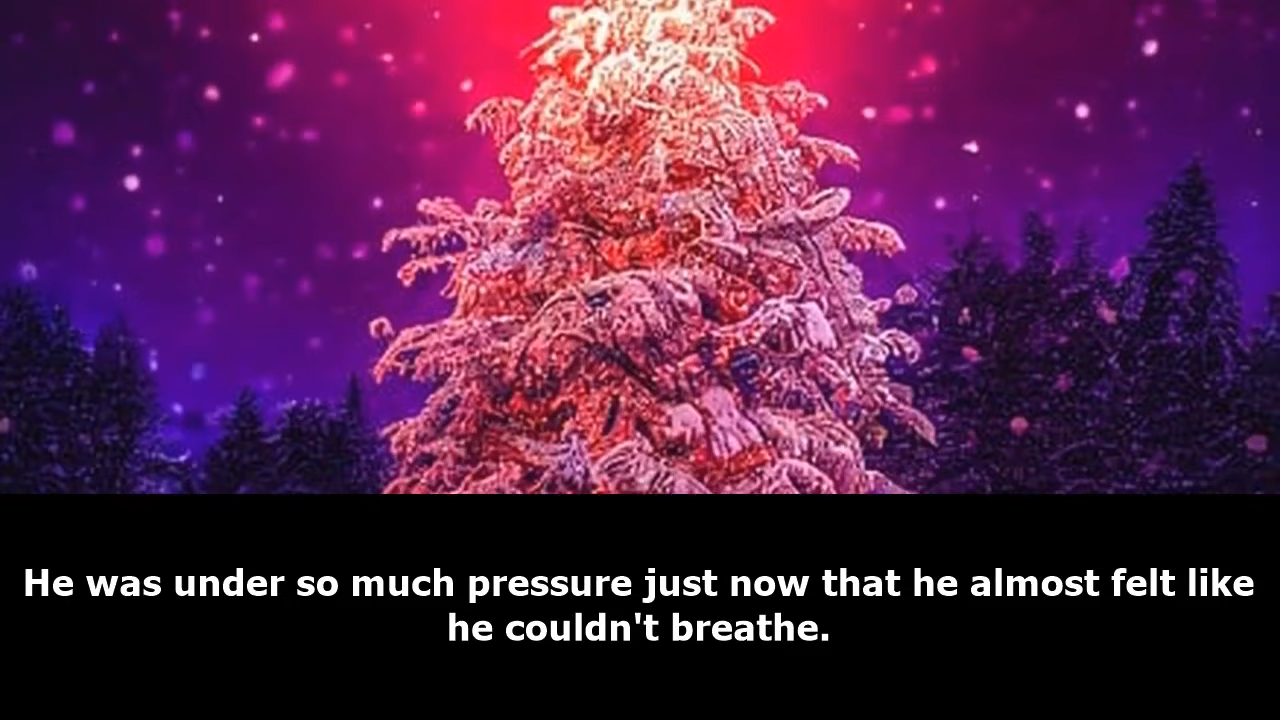 He was under so much pressure just now that he almost felt like
he couldn't breathe.